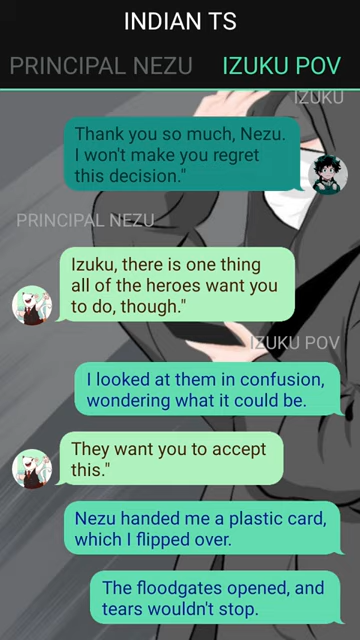 INDIAN TS
PRINCIPAL NEZU
IZUKU POV
IZUKU
Thank you so much, Nezu.
I won't make you regret
this decision."
PRINCIPAL NEZU
Izuku, there is one thing
all of the heroes want you
to do, though."
IZUKU POV
I looked at them in confusion,
wondering what it could be.
They want you to accept
this."
Nezu handed me a plastic card,
which I flipped over.
The floodgates opened, and
tears wouldn't stop.